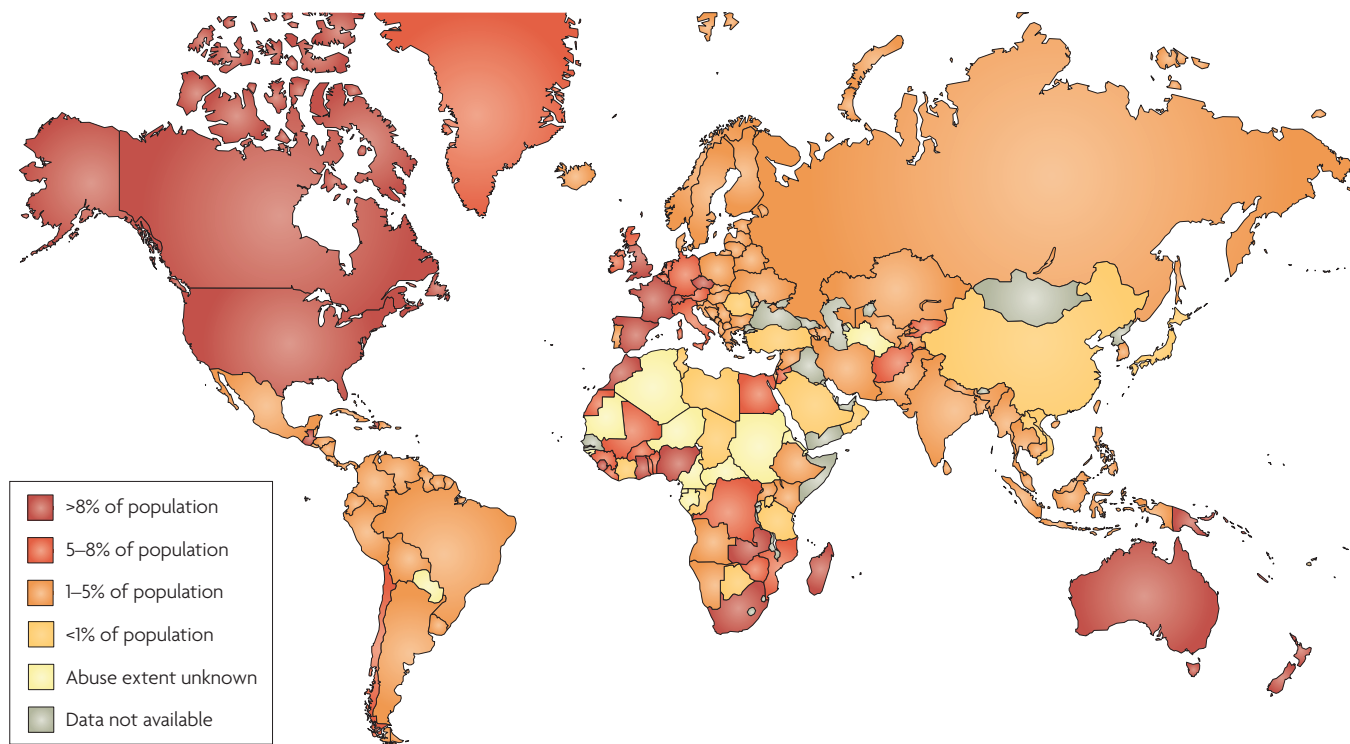 >8% of population
5–8% of population
1–5% of population
<1% of population
Abuse extent unknown
Data not available